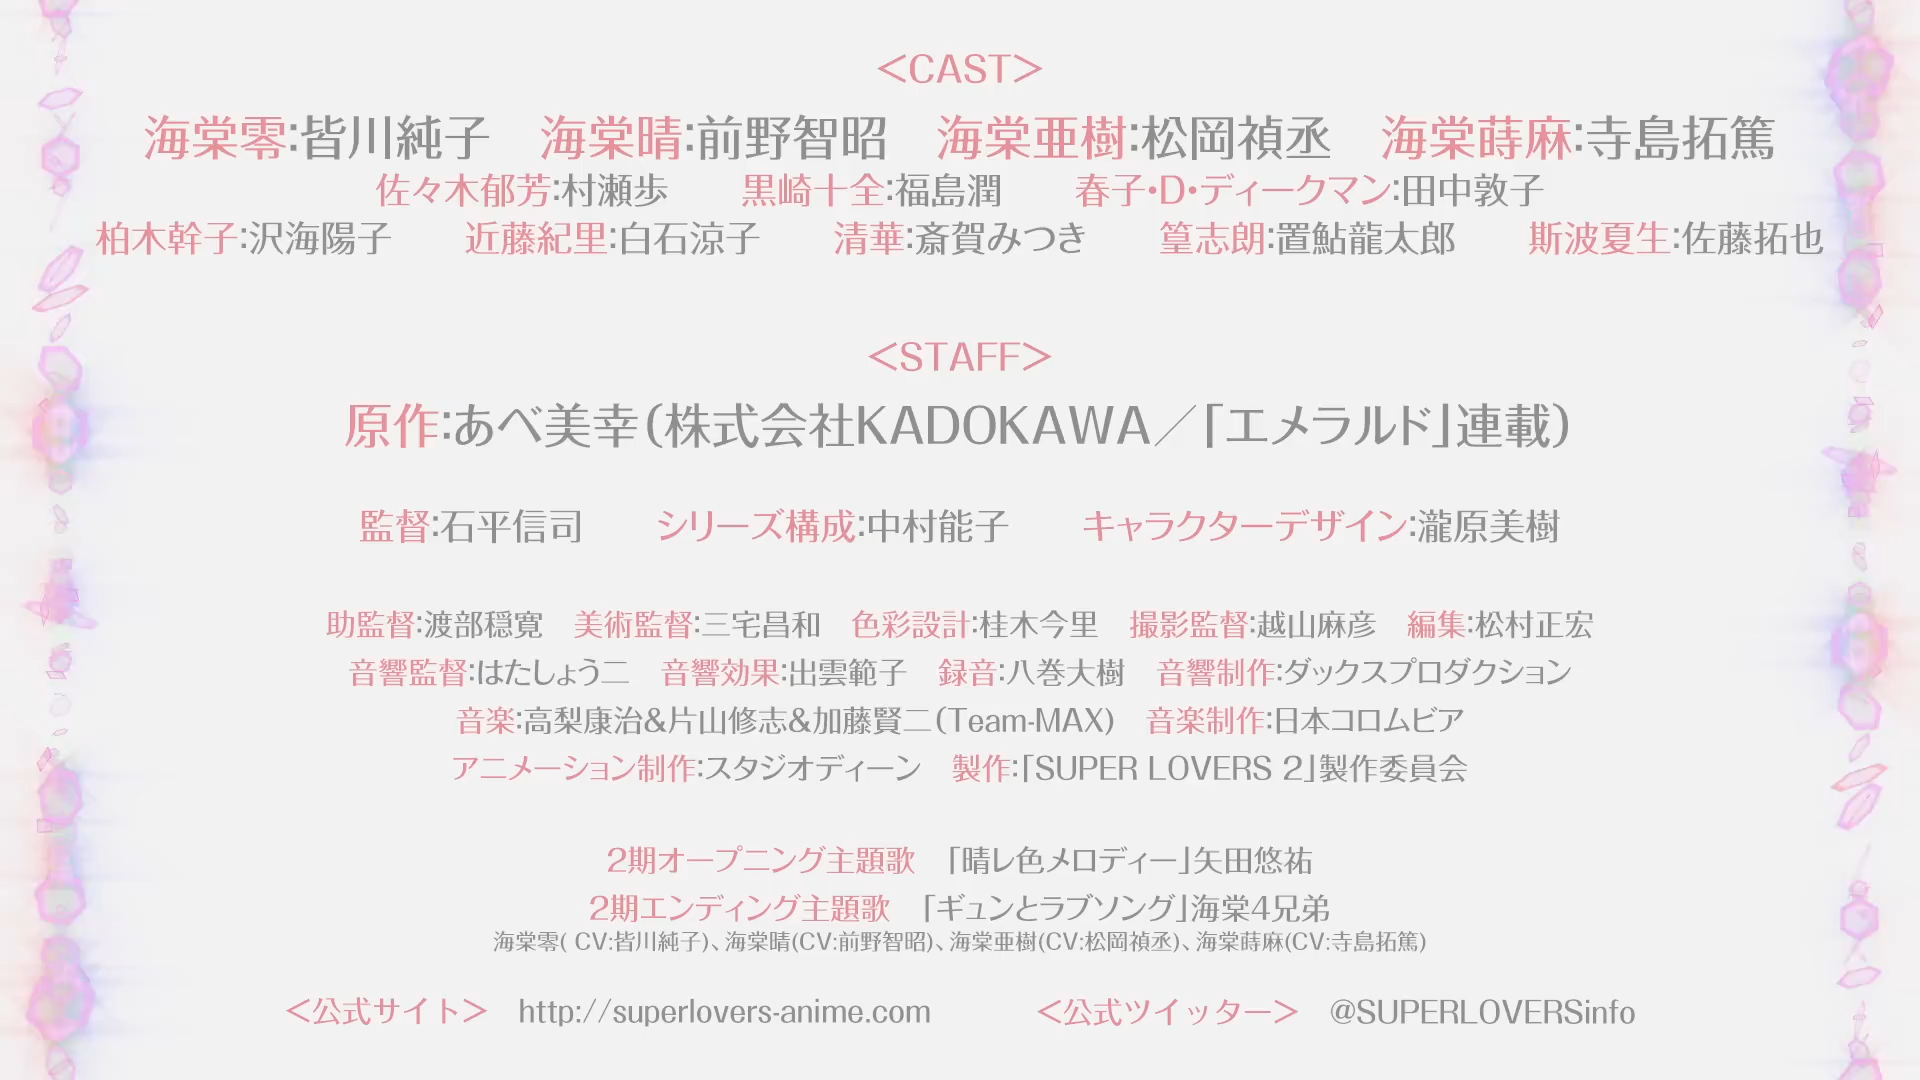 <CAST>
海棠零:皆川純子　海棠晴:前野智昭　海棠亜樹:松岡禎丞　海棠蒔麻:寺島拓篤
佐々木郁芳:村瀬歩　黒崎十全:福島潤　春子・D・ディークマン:田中敦子
柏木幹子:沢海陽子　近藤紀里:白石涼子　清華:斎賀みつき　篁志朗:置鮎龍太郎　斯波夏生:佐藤拓也
<STAFF>
原作:あべ美幸(株式会社KADOKAWA／「エメラルド」連載)
監督:石平信司　シリーズ構成:中村能子　キャラクターデザイン:瀧原美樹
助監督:渡部穏寛　美術監督:三宅昌和　色彩設計:桂木今里　撮影監督:越山麻彦　編集:松村正宏
音響監督:はたしょう二　音響効果:出雲範子　録音:八巻大樹　音響制作:ダックスプロダクション
音楽:高梨康治&片山修志&加藤賢二(Team-MAX)　音楽制作:日本コロムビア
アニメーション制作:スタジオディーン　製作:「SUPER LOVERS 2」製作委員会
2期オープニング主題歌　「晴レ色メロディー」矢田悠祐
2期エンディング主題歌　「ギュンとラブソング」海棠4兄弟
海棠零( CV:皆川純子)、海棠晴(CV:前野智昭)、海棠亜樹(CV:松岡禎丞)、海棠蒔麻(CV:寺島拓篤)
<公式サイト>　http://superlovers-anime.com　<公式ツイッター>　@SUPERLOVERSinfo